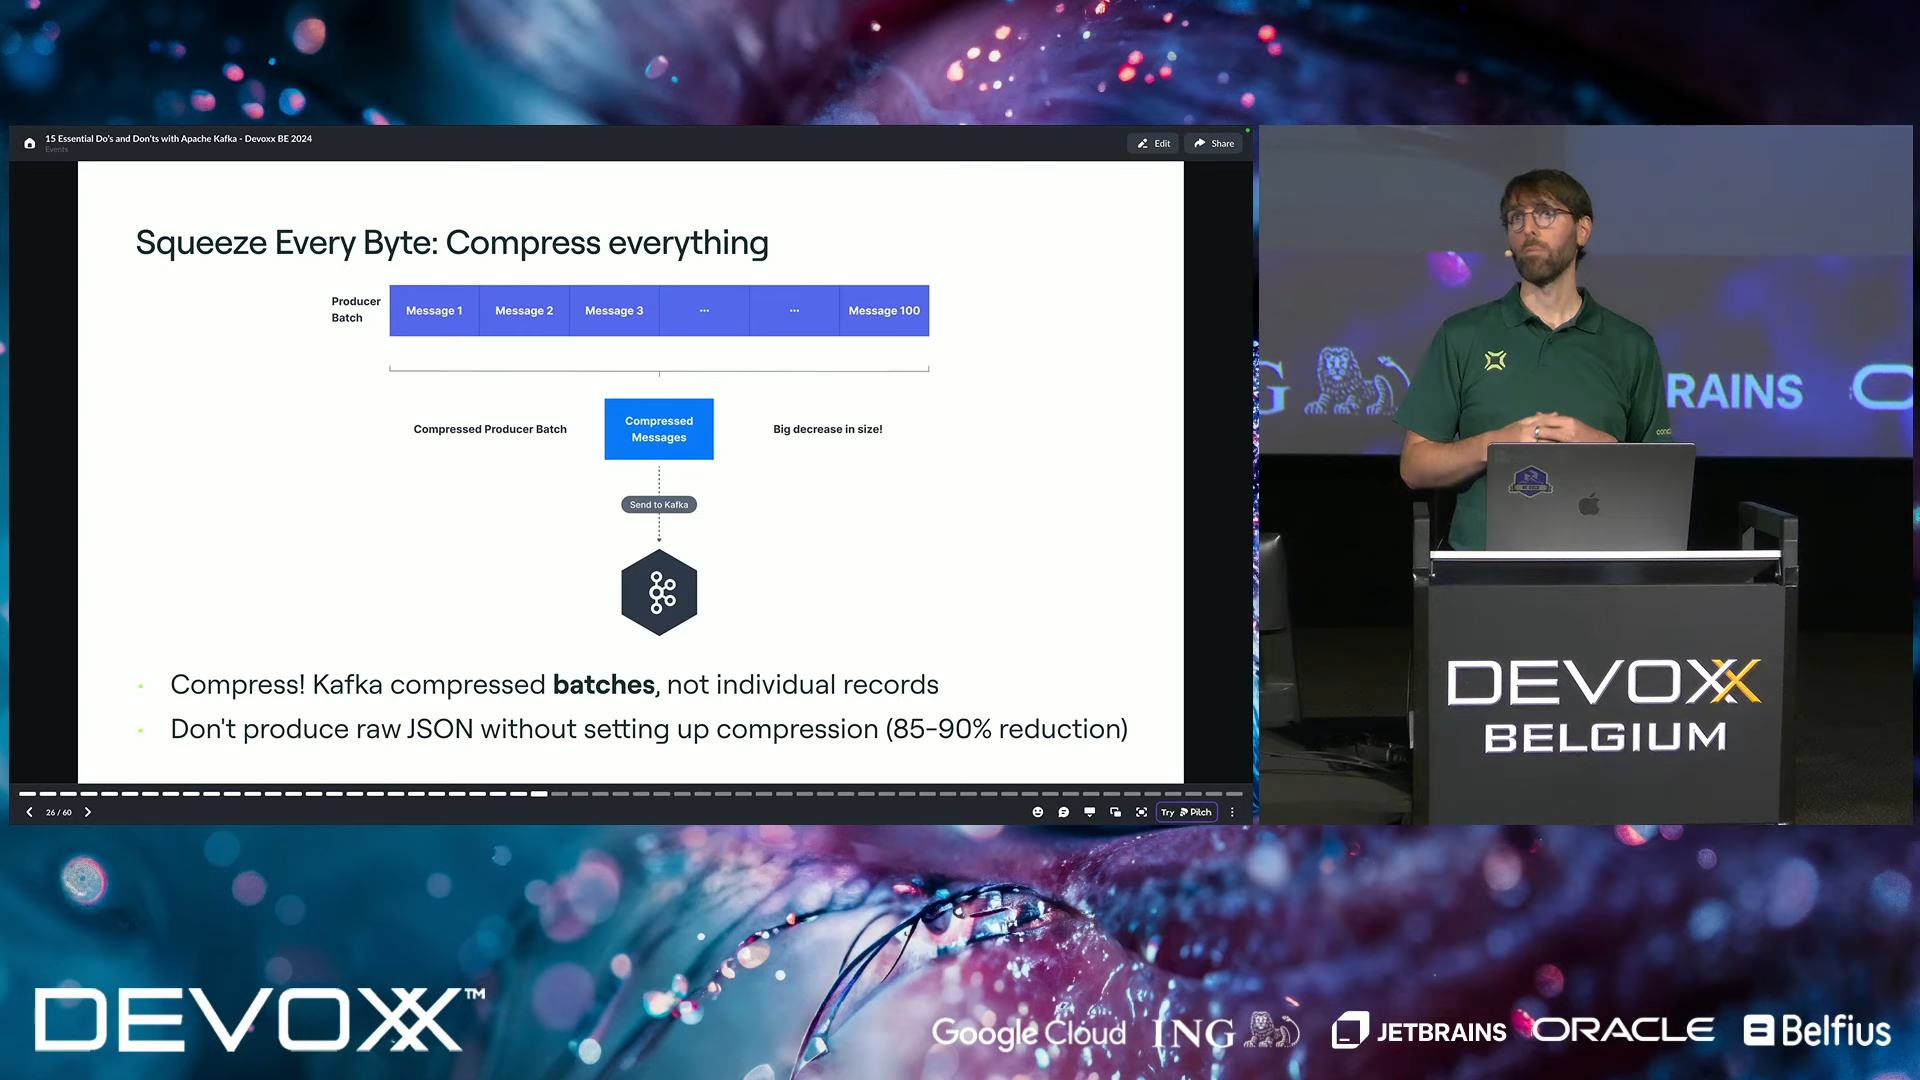 15 Essential Do's and Don'ts with Apache Kafka - Devoxx BE 2024
Events
Edit
Share
Squeeze Every Byte: Compress everything
Producer
Batch
Message 1
Message 2
Message 3
...
...
Message 100
Compressed Producer Batch
Compressed
Messages
Big decrease in size!
Send to Kafka
Compress! Kafka compressed batches, not individual records
Don't produce raw JSON without setting up compression (85-90% reduction)
26 / 60
Try Pitch
G
RAINS
DEVOXX
BELGIUM
DEVOXX™
Google Cloud
ING
JETBRAINS
ORACLE
Belfius